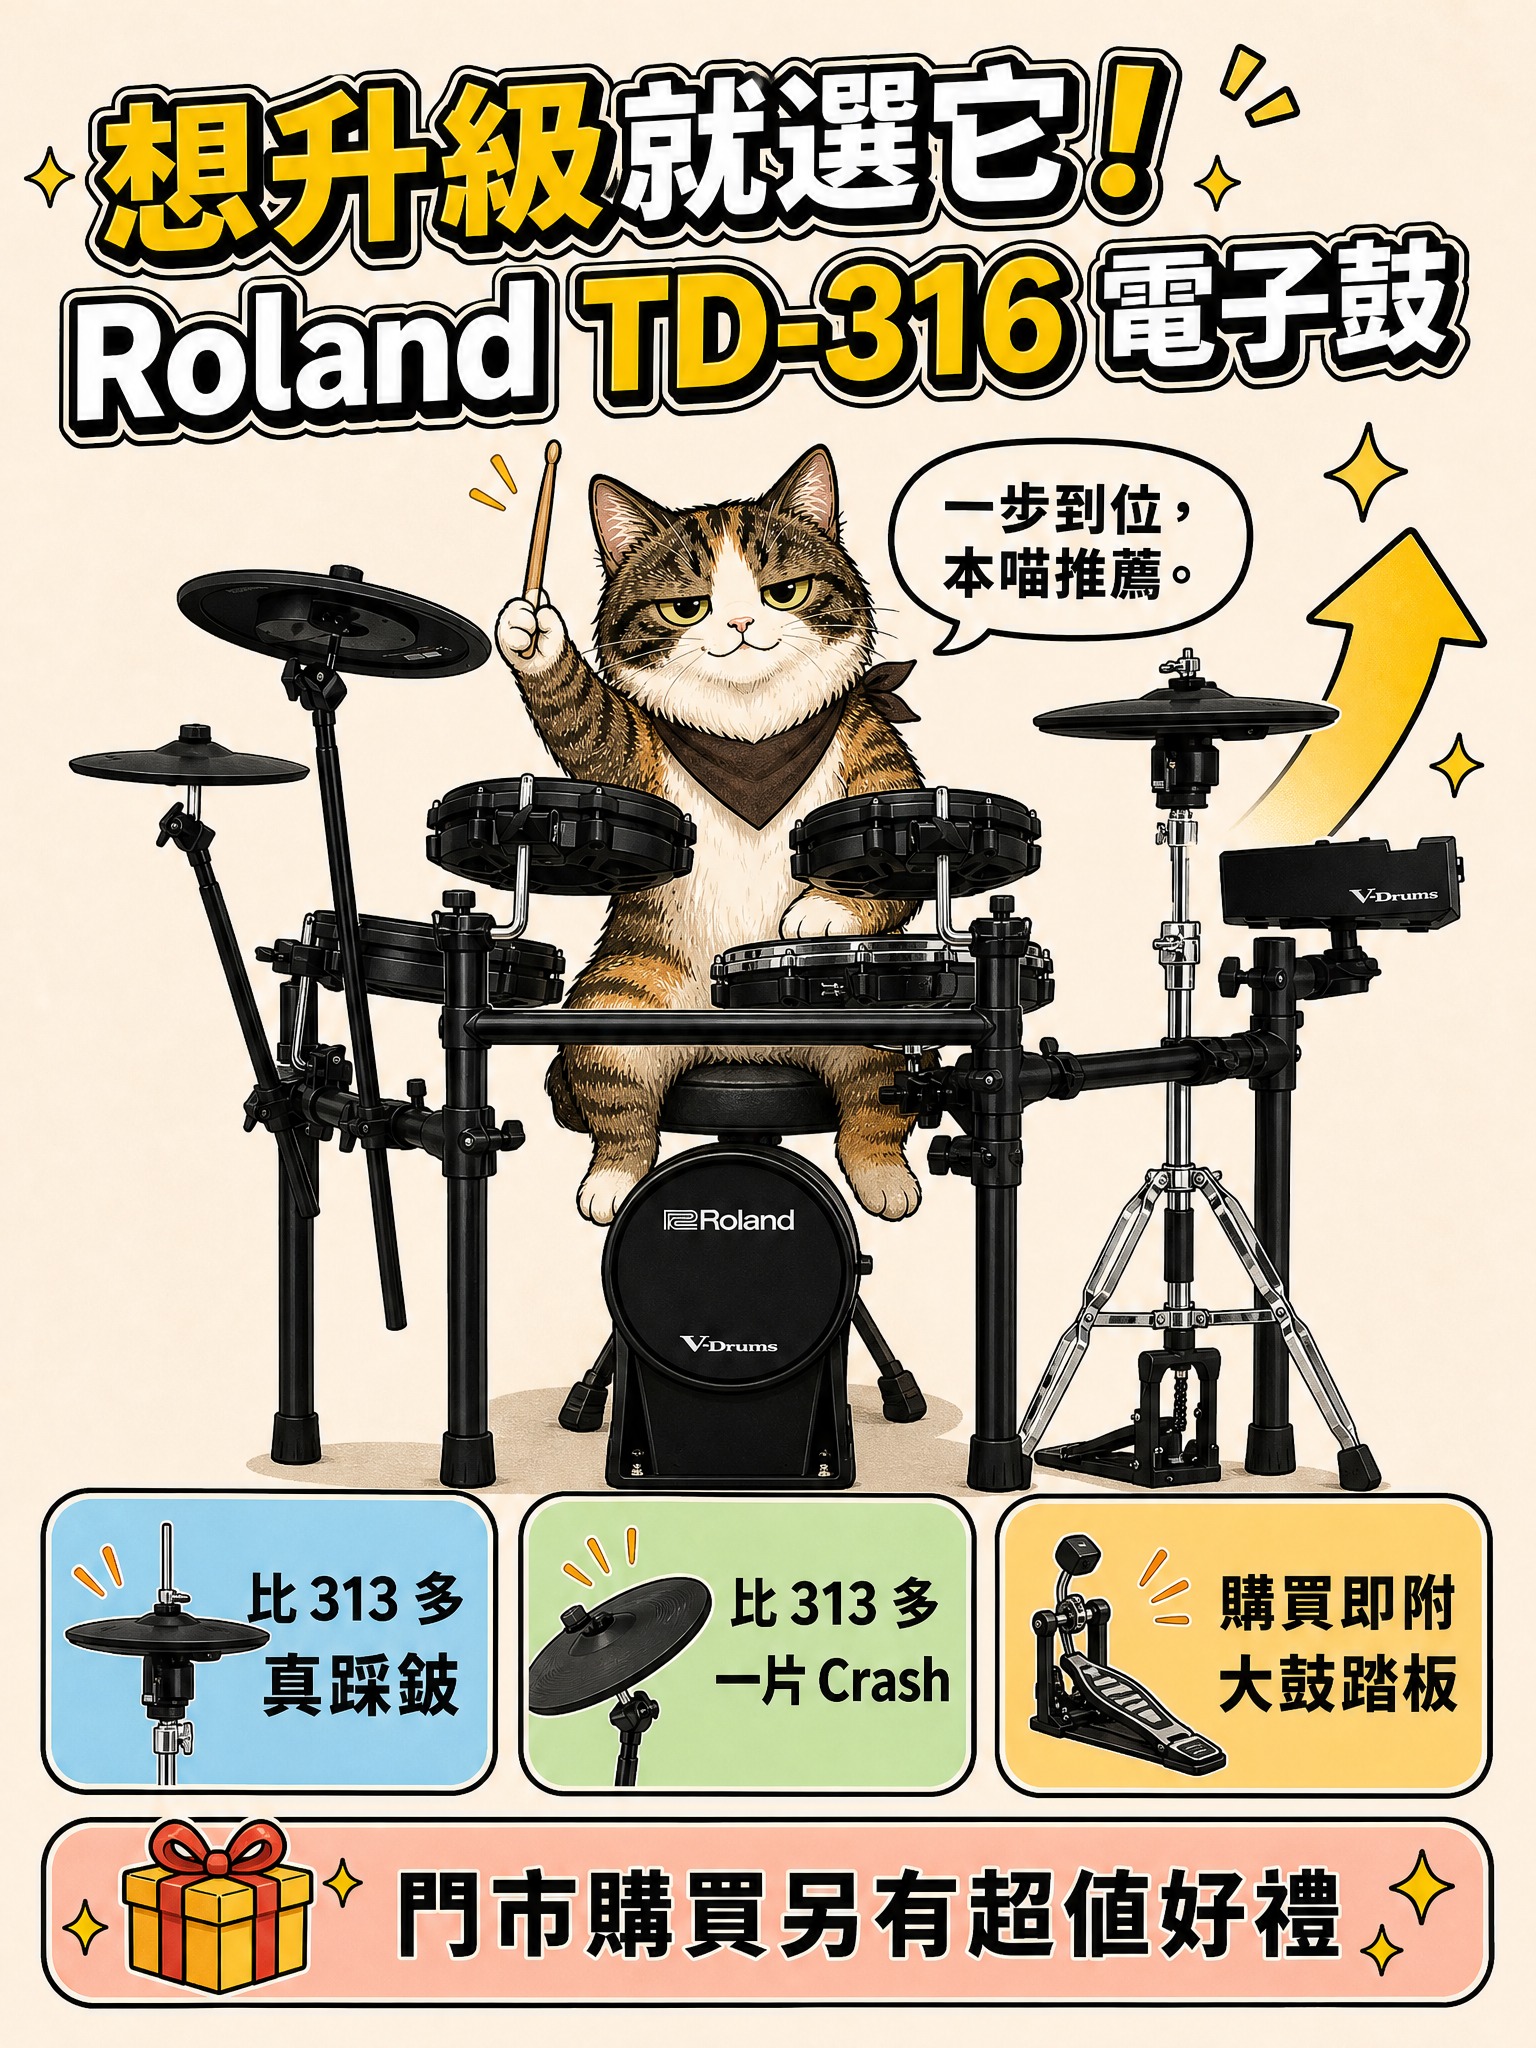 想升級就選它！
Roland TD-316 電子鼓
一步到位，
本喵推薦。
V-Drums
Roland
V-Drums
比 313 多
真踩鈸
比 313 多
一片 Crash
購買即附
大鼓踏板
門市購買另有超值好禮